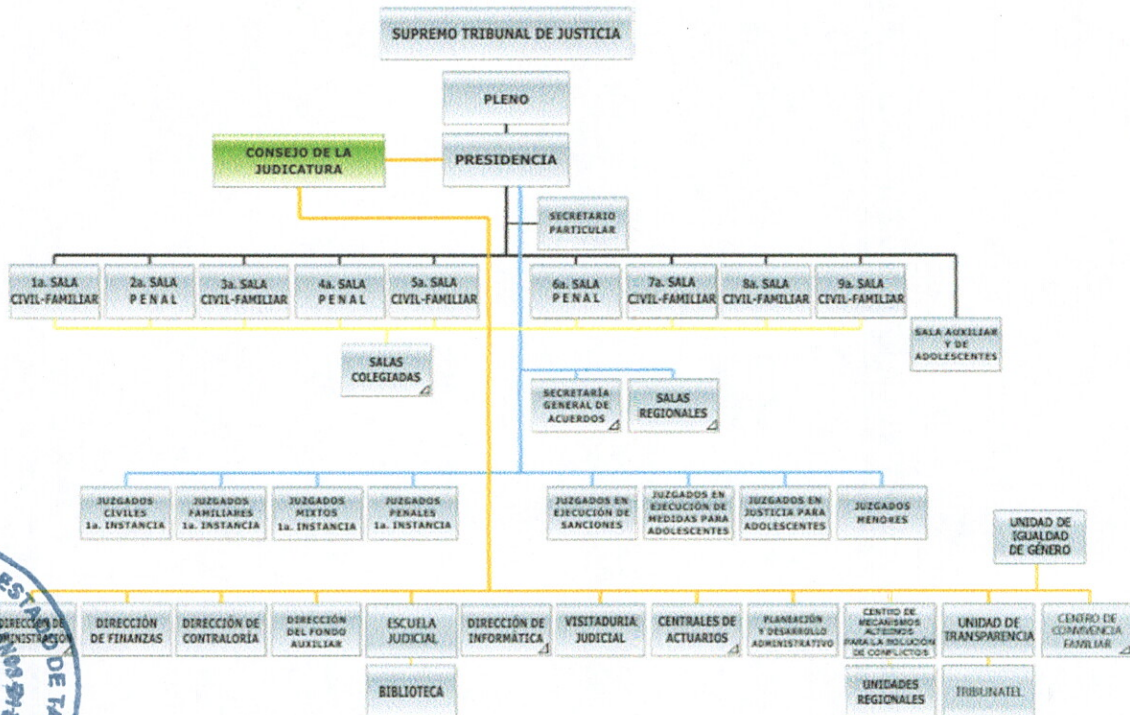 SUPREMO TRIBUNAL DE JUSTICIA
PLENO
CONSEJO DE LA
JUDICATURA
PRESIDENCIA
SECRETARIO
PARTICULAR
1a. SALA
CIVIL-FAMILIAR
2a. SALA
PENAL
3a. SALA
CIVIL-FAMILIAR
4a. SALA
PENAL
5a. SALA
CIVIL-FAMILIAR
6a. SALA
PENAL
7a. SALA
CIVIL-FAMILIAR
8a. SALA
CIVIL-FAMILIAR
9a. SALA
CIVIL-FAMILIAR
SALA AUXILIAR
Y DE
ADOLESCENTES
SALAS
COLEGIADAS
SECRETARÍA
GENERAL DE
ACUERDOS
SALAS
REGIONALES
JUZGADOS
CIVILES
1a. INSTANCIA
JUZGADOS
FAMILIARES
1a. INSTANCIA
JUZGADOS
MIXTOS
1a. INSTANCIA
JUZGADOS
PENALES
1a. INSTANCIA
JUZGADOS EN
EJECUCIÓN DE
SANCIONES
JUZGADOS EN
EJECUCIÓN DE
MEDIDAS PARA
ADOLESCENTES
JUZGADOS EN
JUSTICIA PARA
ADOLESCENTES
JUZGADOS
MENORES
UNIDAD DE
IGUALDAD
DE GÉNERO
DIRECCIÓN DE
DIRECCIÓN
DE FINANZAS
DIRECCIÓN DE
CONTRALORIA
DIRECCIÓN
DEL FONDO
AUXILIAR
ESCUELA
JUDICIAL
DIRECCIÓN DE
INFORMÁTICA
VISITADURIA
JUDICIAL
CENTRALES DE
ACTUARIOS
PLANEACIÓN
Y DESARROLLO
ADMINISTRATIVO
CENTRO DE
MECANISMOS
ALTERNOS
PARA LA SOLUCIÓN
DE CONFLICTOS
UNIDAD DE
TRANSPARENCIA
CENTRO DE
CONVIVENCIA
FAMILIAR
BIBLIOTECA
UNIDADES
REGIONALES
TRIBUNATEL
ESTADO DE TA